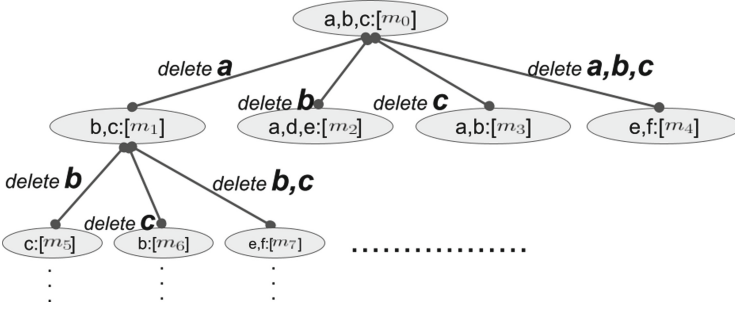 a,b,c:[m₀]
delete a
delete b
delete c
delete a,b,c
b,c:[m₁]
a,d,e:[m₂]
a,b:[m₃]
e,f:[m₄]
delete b
delete c
delete b,c
c:[m₅]
b:[m₆]
e,f:[m₇]